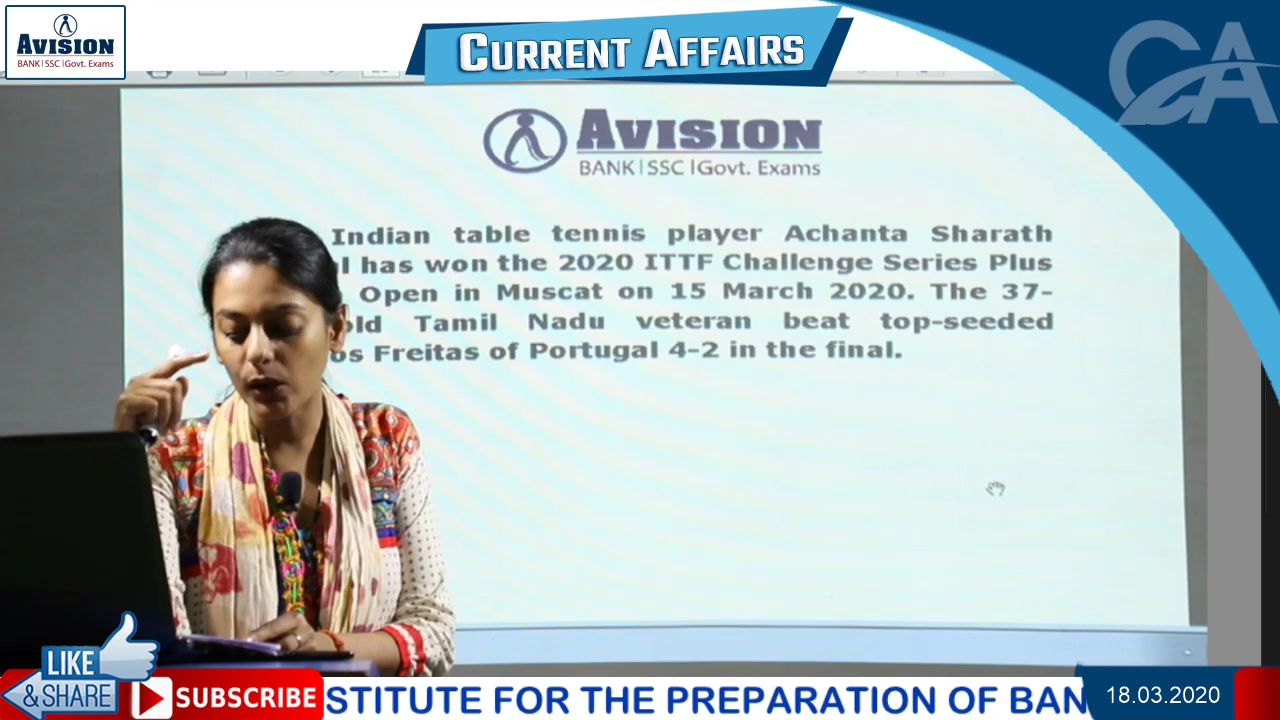 AVISION
BANK|SSC|Govt. Exams
CURRENT AFFAIRS
CA
AVISION
BANK|SSC|Govt. Exams
Indian table tennis player Achanta Sharath
l has won the 2020 ITTF Challenge Series Plus
Open in Muscat on 15 March 2020. The 37-
old Tamil Nadu veteran beat top-seeded
os Freitas of Portugal 4-2 in the final.
LIKE
& SHARE
SUBSCRIBE
STITUTE FOR THE PREPARATION OF BAN
18.03.2020